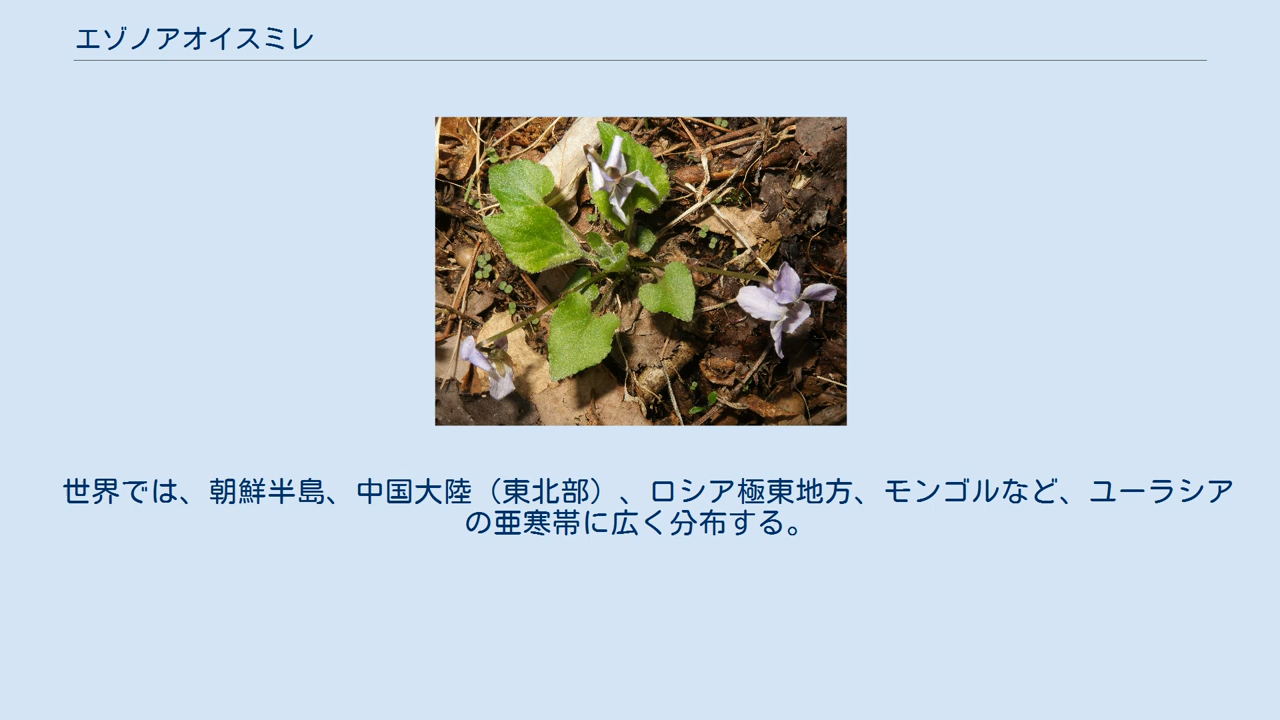 エゾノアオイスミレ
世界では、朝鮮半島、中国大陸（東北部）、ロシア極東地方、モンゴルなど、ユーラシア
の亜寒帯に広く分布する。